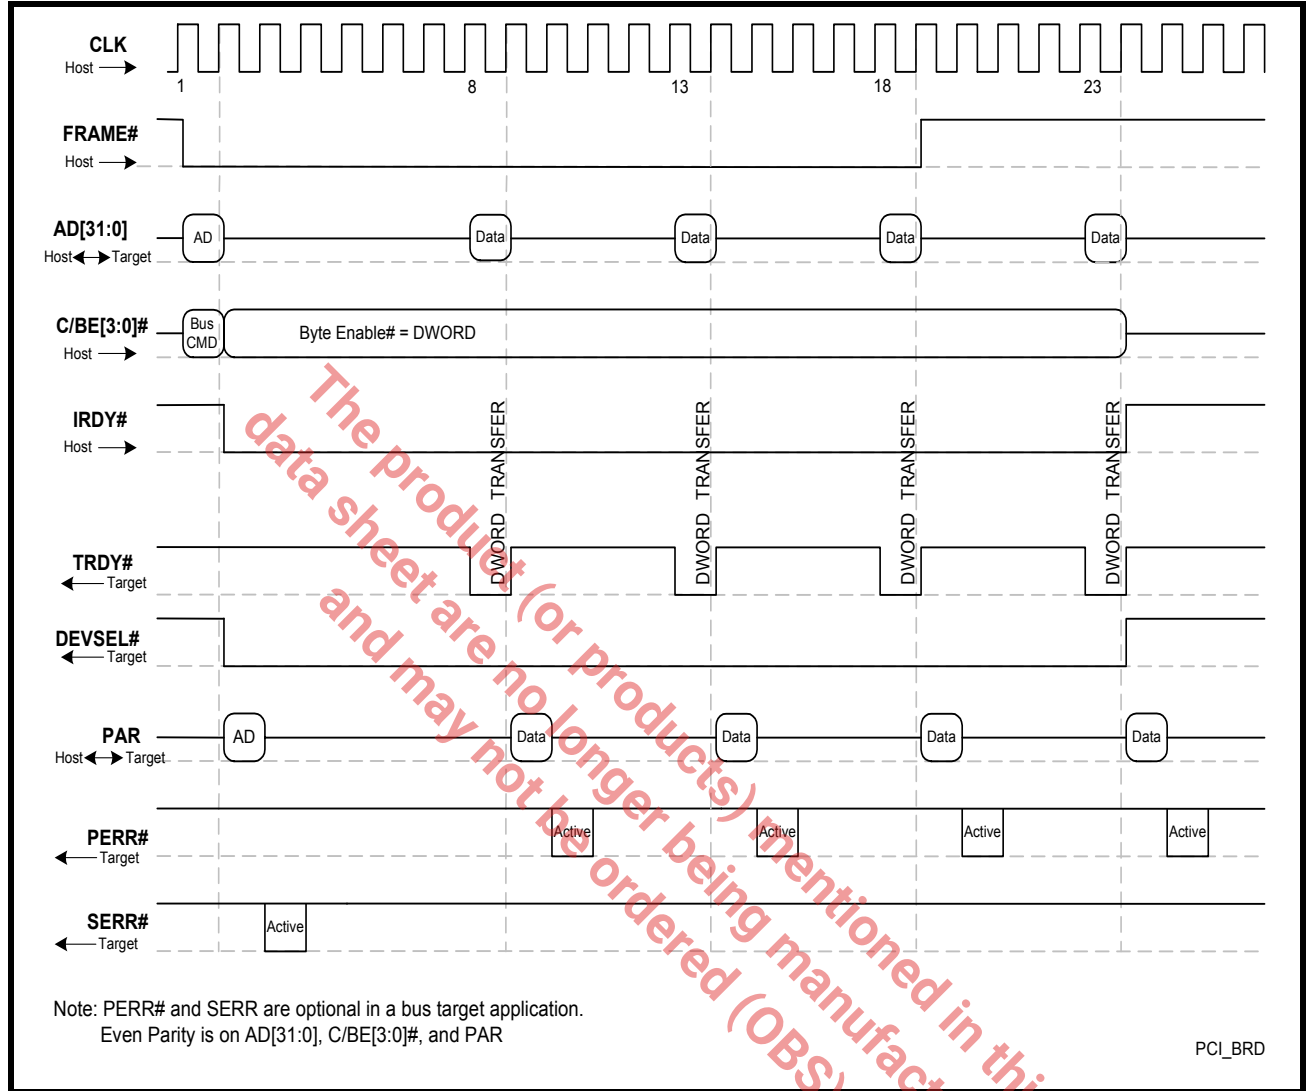 CLK
Host
1 8 13 18 23
FRAME#
Host
AD[31:0]
Host Target
AD Data Data Data Data
C/BE[3:0]#
Host
Bus
CMD
Byte Enable# = DWORD
IRDY#
Host
DWORD TRANSFER
DWORD TRANSFER
DWORD TRANSFER
DWORD TRANSFER
TRDY#
Target
DEVSEL#
Target
PAR
Host Target
AD Data Data Data Data
PERR#
Target
Active Active Active Active
SERR#
Target
Active
The product (or products) mentioned in thi
data sheet are no longer being manufact
and may not be ordered (OBS)
Note: PERR# and SERR are optional in a bus target application.
Even Parity is on AD[31:0], C/BE[3:0]#, and PAR
PCI_BRD